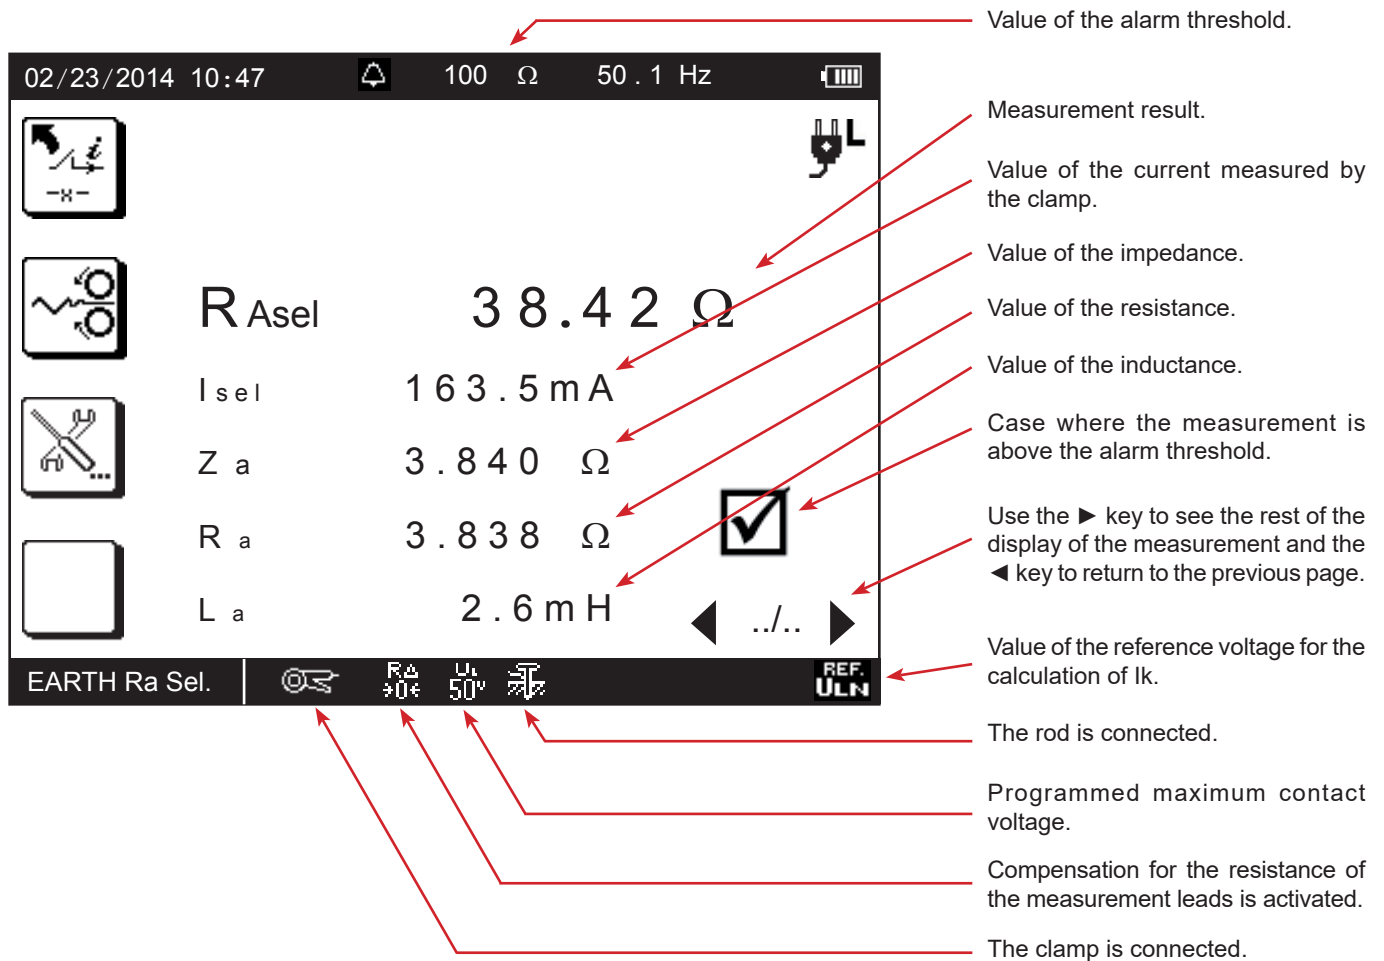 Value of the alarm threshold.
02/23/2014 10:47 100 Ω 50.1 Hz
L
Measurement result.
i
-x-
Value of the current measured by
the clamp.
Value of the impedance.
RAsel 38.42 Ω
Value of the resistance.
Isel 163.5mA
Value of the inductance.
Za 3.840 Ω
...
Case where the measurement is
above the alarm threshold.
Ra 3.838 Ω
Use the ► key to see the rest of the
display of the measurement and the
◄ key to return to the previous page.
La 2.6mH
◀ ../.. ▶
Value of the reference voltage for the
calculation of Ik.
EARTH Ra Sel.
RΔ
→0←
UL
50V
REF.
ULN
The rod is connected.
Programmed maximum contact
voltage.
Compensation for the resistance of
the measurement leads is activated.
The clamp is connected.